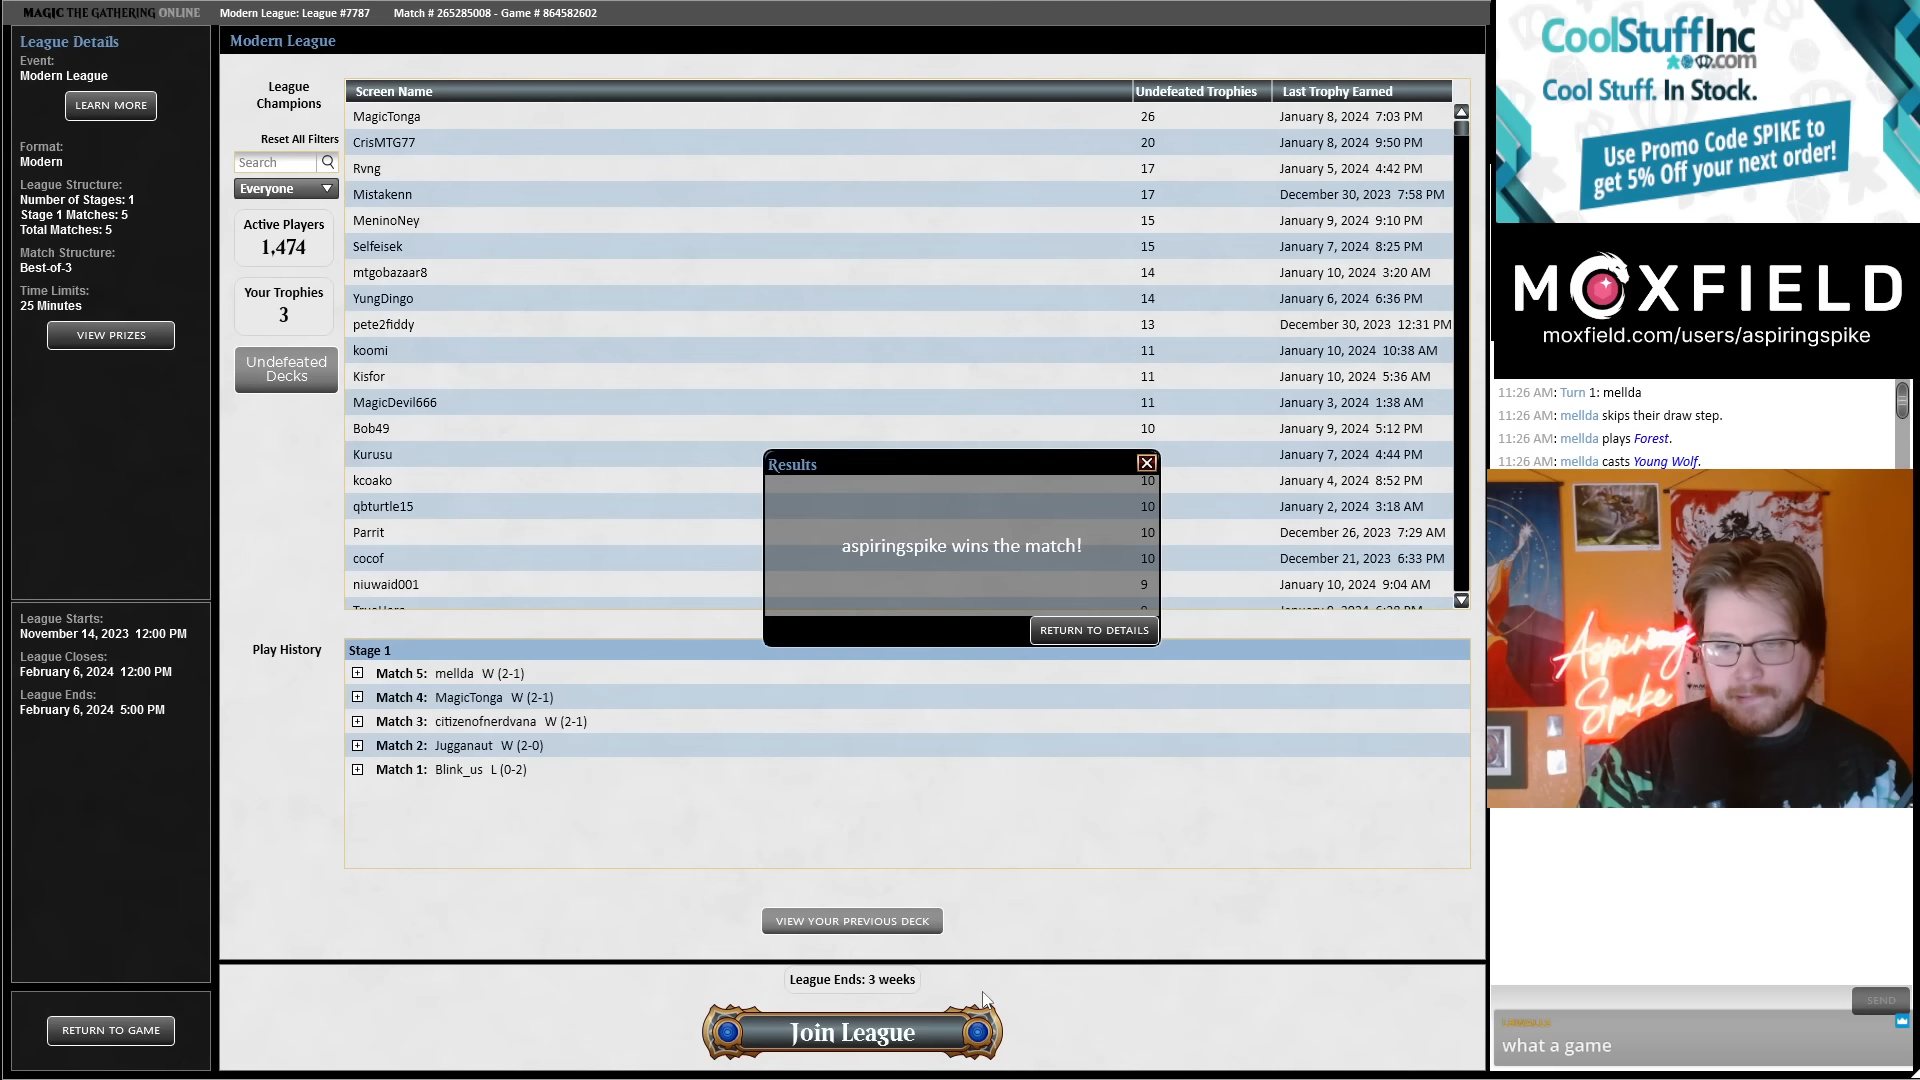 MAGIC THE GATHERING ONLINE
Modern League: League #7787 Match # 265285008 - Game # 864582602
League Details
Event:
Modern League
LEARN MORE
Format:
Modern
League Structure:
Number of Stages: 1
Stage 1 Matches: 5
Total Matches: 5
Match Structure:
Best-of-3
Time Limits:
25 Minutes
VIEW PRIZES
League Starts:
November 14, 2023 12:00 PM
League Closes:
February 6, 2024 12:00 PM
League Ends:
February 6, 2024 5:00 PM
RETURN TO GAME
Modern League
League
Champions
Reset All Filters
Search
Everyone
Active Players
1,474
Your Trophies
3
Undefeated
Decks
Screen Name Undefeated Trophies Last Trophy Earned
MagicTonga 26 January 8, 2024 7:03 PM
CrisMTG77 20 January 8, 2024 9:50 PM
Rvng 17 January 5, 2024 4:42 PM
Mistakenn 17 December 30, 2023 7:58 PM
MeninoNey 15 January 9, 2024 9:10 PM
Selfeisek 15 January 7, 2024 8:25 PM
mtgobazaar8 14 January 10, 2024 3:20 AM
YungDingo 14 January 6, 2024 6:36 PM
pete2fiddy 13 December 30, 2023 12:31 PM
koomi 11 January 10, 2024 10:38 AM
Kisfor 11 January 10, 2024 5:36 AM
MagicDevil666 11 January 3, 2024 1:38 AM
Bob49 10 January 9, 2024 5:12 PM
Kurusu January 7, 2024 4:44 PM
kcoako 10 January 4, 2024 8:52 PM
qbturtle15 10 January 2, 2024 3:18 AM
Parrit 10 December 26, 2023 7:29 AM
cocof 10 December 21, 2023 6:33 PM
niuwaid001 9 January 10, 2024 9:04 AM
Results
aspiringspike wins the match!
RETURN TO DETAILS
Play History
Stage 1
Match 5: mellda W (2-1)
Match 4: MagicTonga W (2-1)
Match 3: citizenofnerdvana W (2-1)
Match 2: Jugganaut W (2-0)
Match 1: Blink_us L (0-2)
VIEW YOUR PREVIOUS DECK
League Ends: 3 weeks
Join League
CoolStuffInc
.com
Cool Stuff. In Stock.
Use Promo Code SPIKE to
get 5% Off your next order!
MOXFIELD
moxfield.com/users/aspiringspike
11:26 AM: Turn 1: mellda
11:26 AM: mellda skips their draw step.
11:26 AM: mellda plays Forest.
11:26 AM: mellda casts Young Wolf.
Aspiring
Spike
SEND
what a game